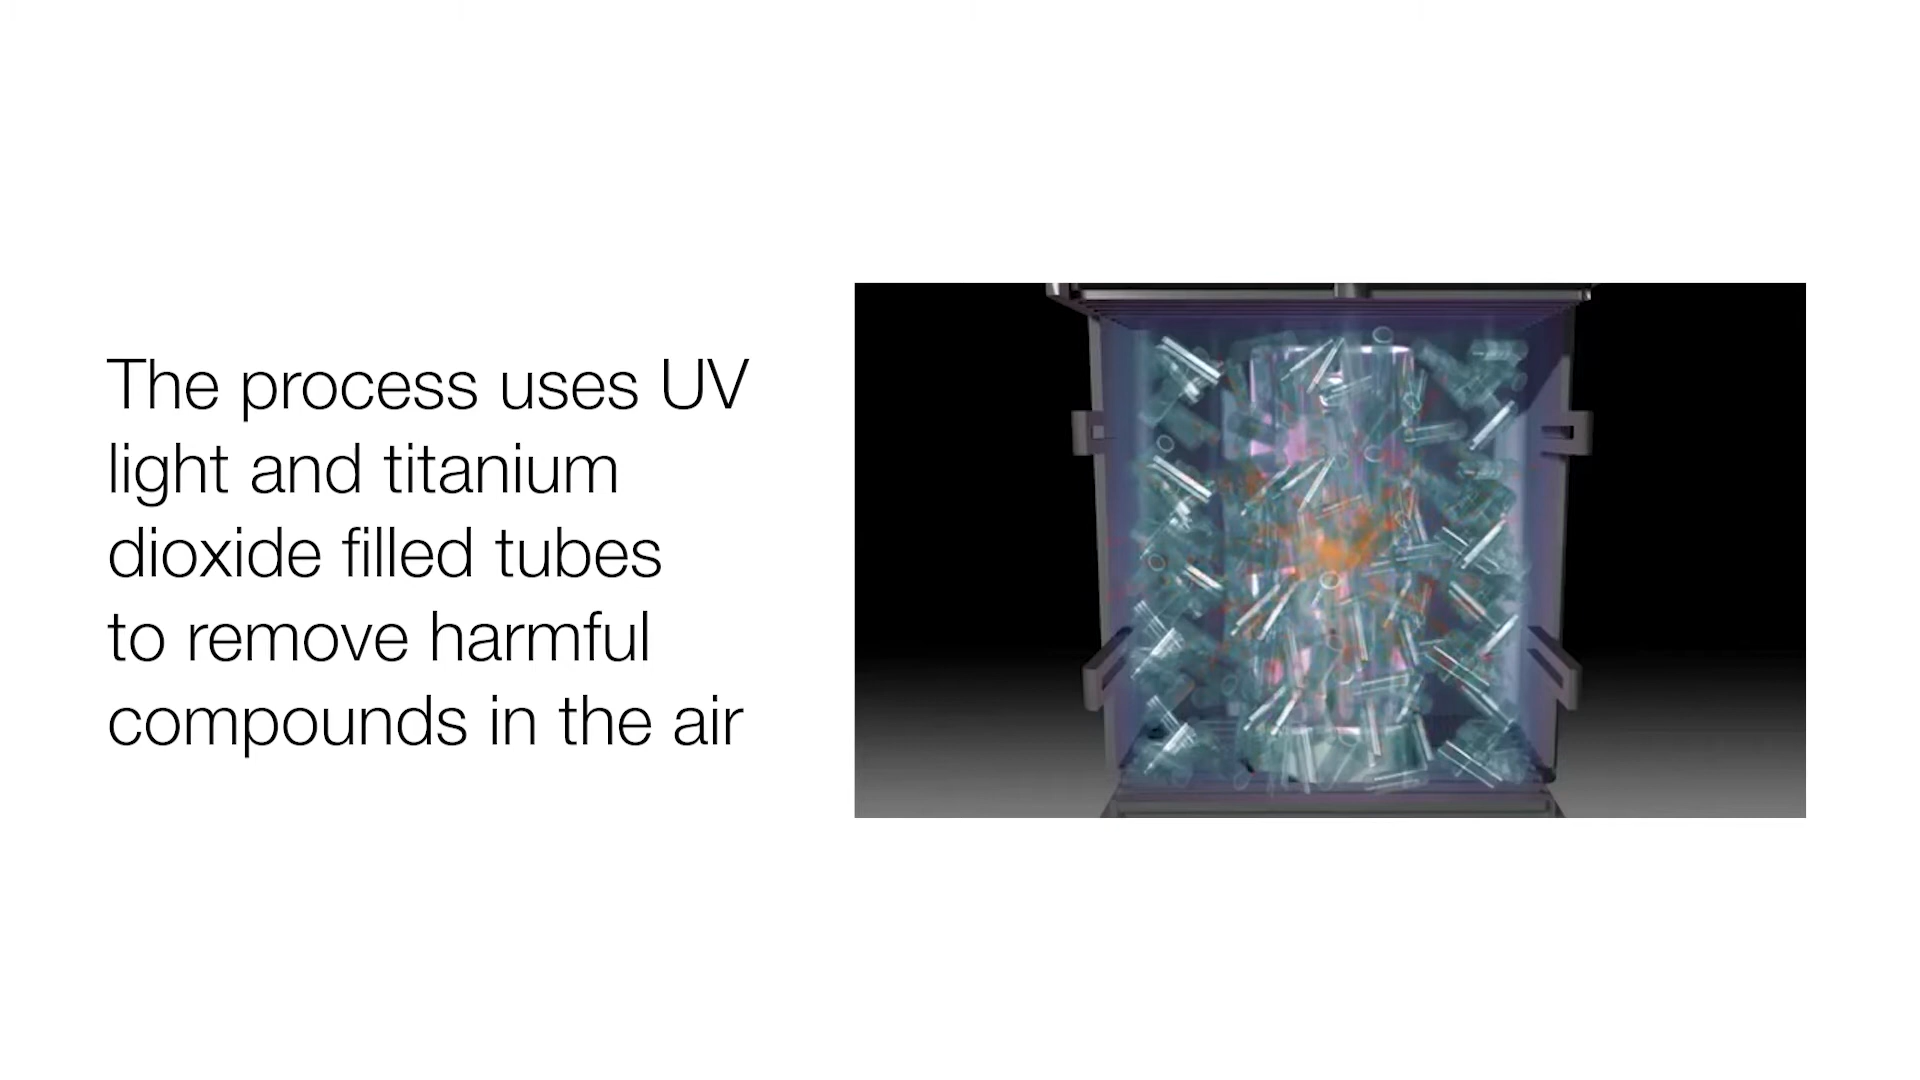 The process uses UV
light and titanium
dioxide filled tubes
to remove harmful
compounds in the air